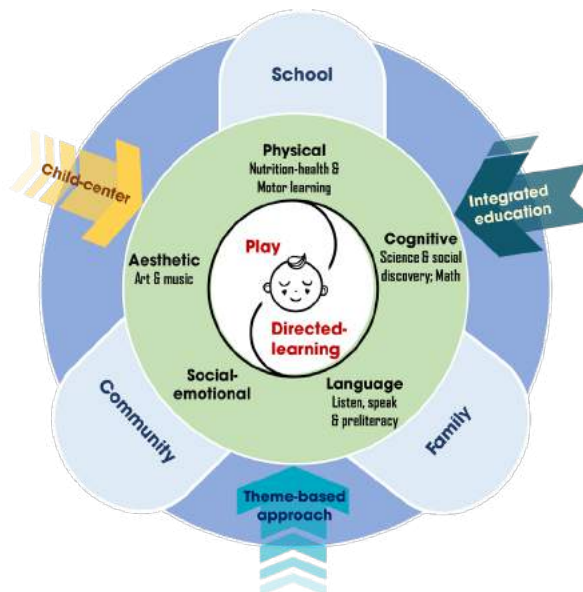 School
Physical
Nutrition-health &
Motor learning
Child-center
Integrated
education
Aesthetic
Art & music
Play
Cognitive
Science & social
discovery; Math
Directed-
learning
Social-
emotional
Language
Listen, speak
& preliteracy
Community
Family
Theme-based
approach